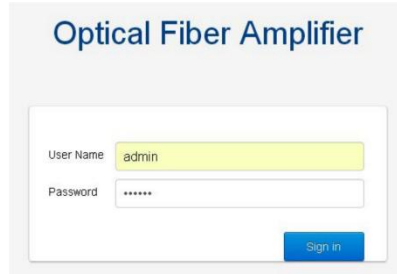 Optical Fiber Amplifier
User Name admin
Password ••••••
Sign in